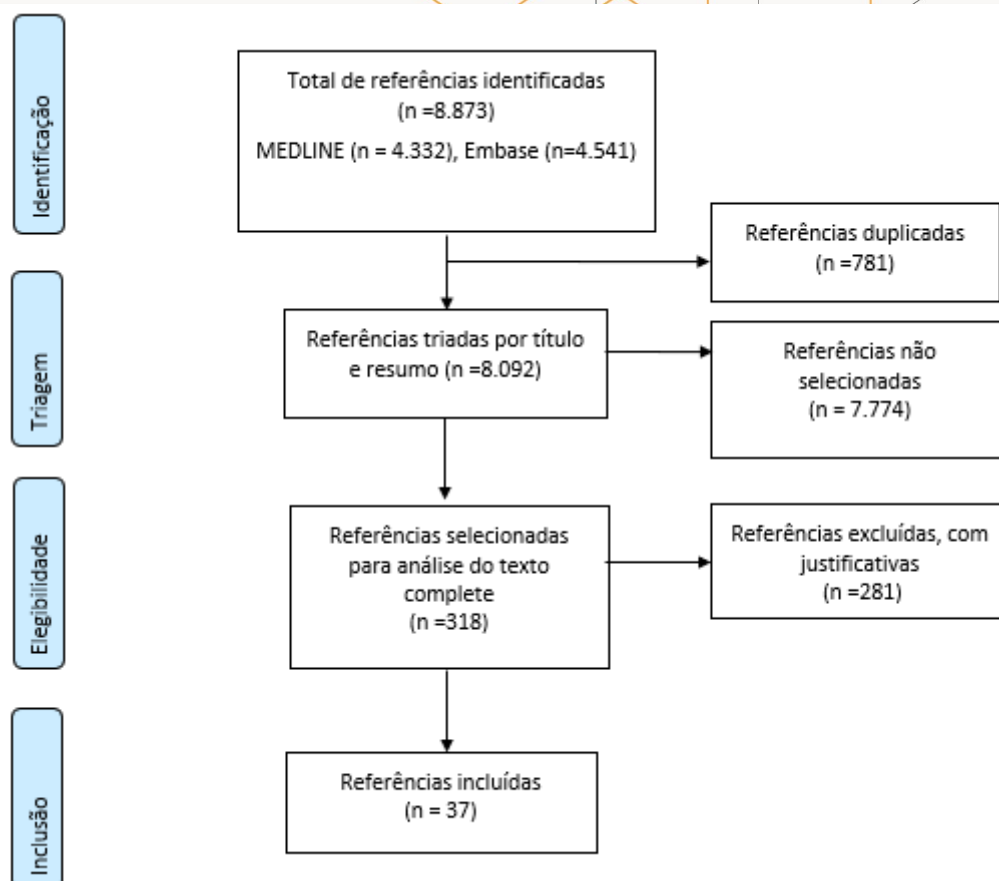 Identificação
Total de referências identificadas
(n =8.873)
MEDLINE (n = 4.332), Embase (n=4.541)
Referências duplicadas
(n =781)
Triagem
Referências triadas por título
e resumo (n =8.092)
Referências não
selecionadas
(n = 7.774)
Elegibilidade
Referências selecionadas
para análise do texto
complete
(n =318)
Referências excluídas, com
justificativas
(n =281)
Inclusão
Referências incluídas
(n = 37)